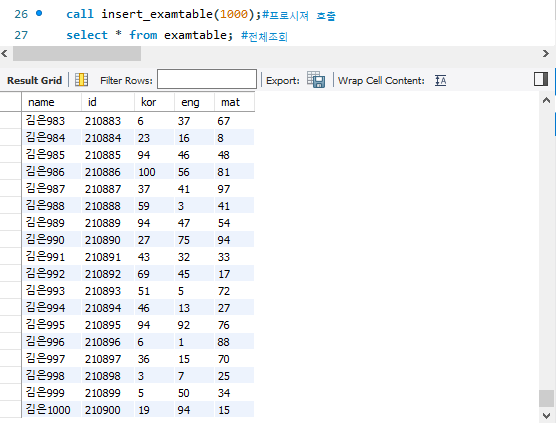 26 call insert_examtable(1000);#프로시져 호출
27 select * from examtable; #전체조회
Result Grid Filter Rows: Export: Wrap Cell Content:
name id kor eng mat
김은983 210883 6 37 67
김은984 210884 23 16 8
김은985 210885 94 46 48
김은986 210886 100 56 81
김은987 210887 37 41 97
김은988 210888 59 3 41
김은989 210889 94 47 54
김은990 210890 27 75 94
김은991 210891 43 32 33
김은992 210892 69 45 17
김은993 210893 51 5 72
김은994 210894 46 13 27
김은995 210895 94 92 76
김은996 210896 6 1 88
김은997 210897 36 15 70
김은998 210898 3 7 25
김은999 210899 5 50 34
김은1000 210900 19 94 15